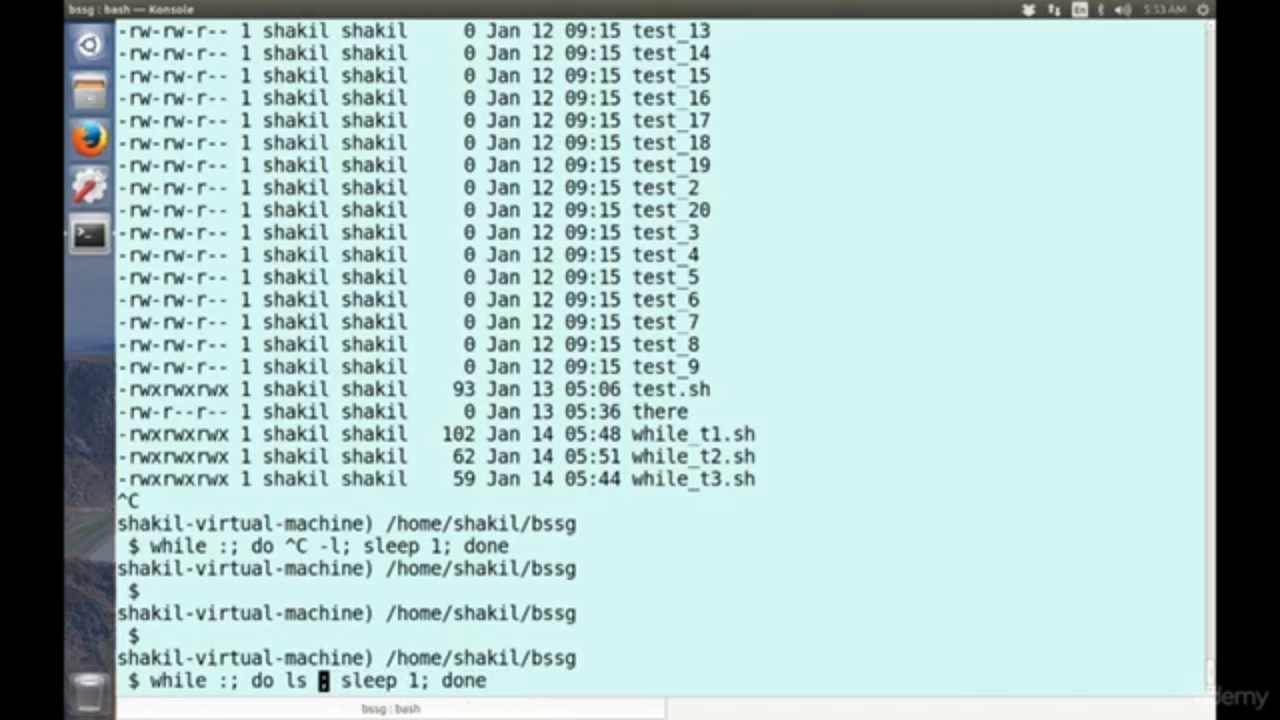 bssg : bash — Konsole
En 5:53 AM
-rw-rw-r-- 1 shakil shakil 0 Jan 12 09:15 test_13
-rw-rw-r-- 1 shakil shakil 0 Jan 12 09:15 test_14
-rw-rw-r-- 1 shakil shakil 0 Jan 12 09:15 test_15
-rw-rw-r-- 1 shakil shakil 0 Jan 12 09:15 test_16
-rw-rw-r-- 1 shakil shakil 0 Jan 12 09:15 test_17
-rw-rw-r-- 1 shakil shakil 0 Jan 12 09:15 test_18
-rw-rw-r-- 1 shakil shakil 0 Jan 12 09:15 test_19
-rw-rw-r-- 1 shakil shakil 0 Jan 12 09:15 test_2
-rw-rw-r-- 1 shakil shakil 0 Jan 12 09:15 test_20
-rw-rw-r-- 1 shakil shakil 0 Jan 12 09:15 test_3
-rw-rw-r-- 1 shakil shakil 0 Jan 12 09:15 test_4
-rw-rw-r-- 1 shakil shakil 0 Jan 12 09:15 test_5
-rw-rw-r-- 1 shakil shakil 0 Jan 12 09:15 test_6
-rw-rw-r-- 1 shakil shakil 0 Jan 12 09:15 test_7
-rw-rw-r-- 1 shakil shakil 0 Jan 12 09:15 test_8
-rw-rw-r-- 1 shakil shakil 0 Jan 12 09:15 test_9
-rwxrwxrwx 1 shakil shakil 93 Jan 13 05:06 test.sh
-rw-r--r-- 1 shakil shakil 0 Jan 13 05:36 there
-rwxrwxrwx 1 shakil shakil 102 Jan 14 05:48 while_t1.sh
-rwxrwxrwx 1 shakil shakil 62 Jan 14 05:51 while_t2.sh
-rwxrwxrwx 1 shakil shakil 59 Jan 14 05:44 while_t3.sh
^C
shakil-virtual-machine) /home/shakil/bssg
$ while :; do ^C -l; sleep 1; done
shakil-virtual-machine) /home/shakil/bssg
$
shakil-virtual-machine) /home/shakil/bssg
$
shakil-virtual-machine) /home/shakil/bssg
$ while :; do ls ; sleep 1; done
bssg : bash
udemy